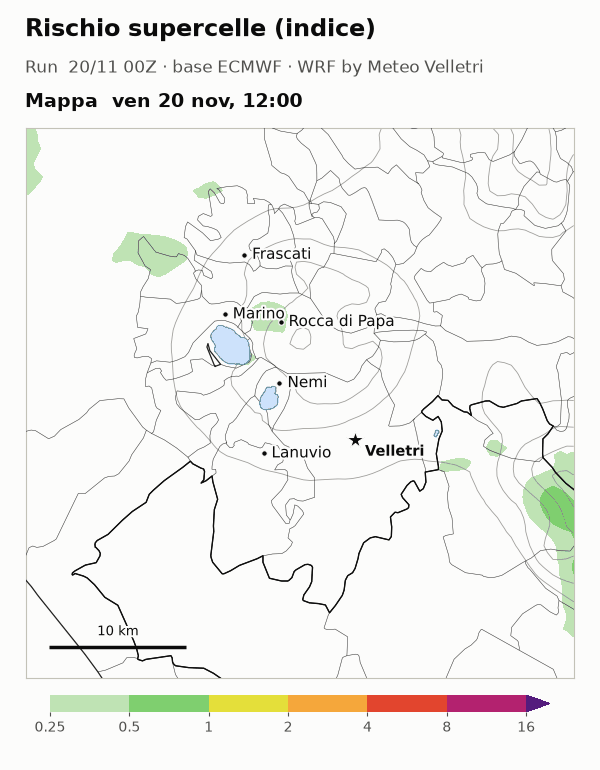 Rischio supercelle (indice)
Run  20/11 00Z · base ECMWF · WRF by Meteo Velletri
Mappa  ven 20 nov, 12:00
Frascati
Marino
Rocca di Papa
Nemi
Velletri
Lanuvio
10 km
0.25 0.5 1 2 4 8 16